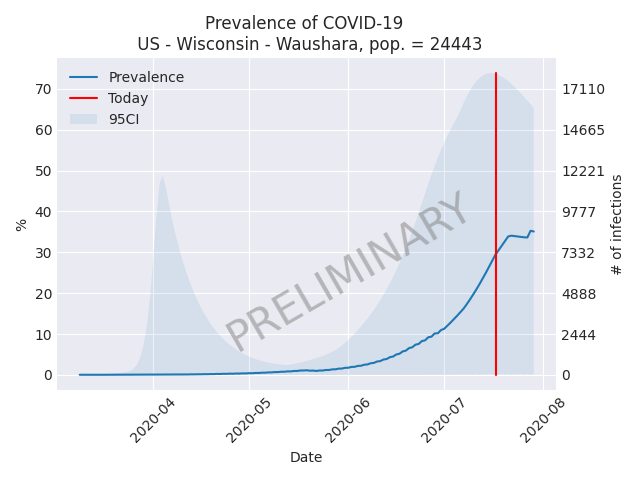 Prevalence of COVID-19
US - Wisconsin - Waushara, pop. = 24443
Prevalence
Today
95CI
PRELIMINARY
%
70
60
50
40
30
20
10
0
17110
14665
12221
9777
7332
4888
2444
0
# of infections
2020-04
2020-05
2020-06
2020-07
2020-08
Date